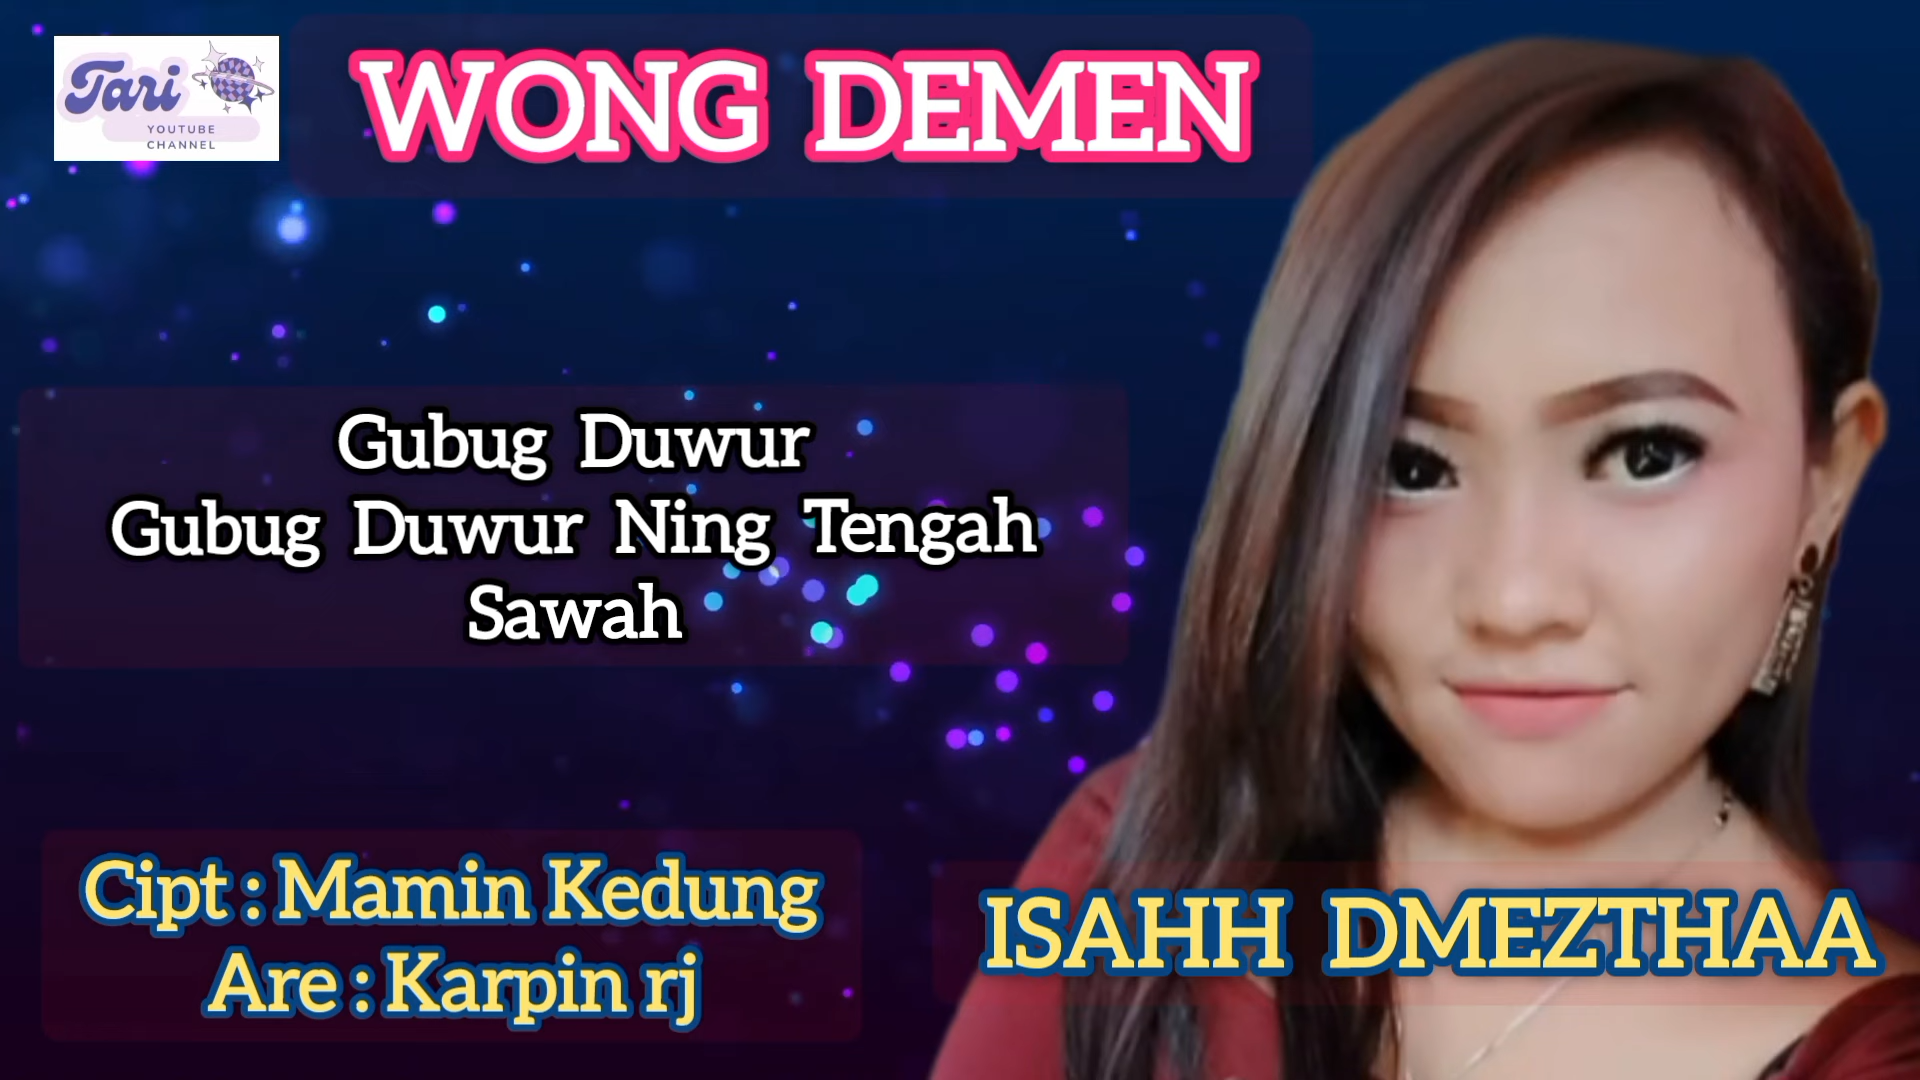 Tari
YOUTUBE
CHANNEL
WONG DEMEN
Gubug Duwur
Gubug Duwur Ning Tengah
Sawah
Cipt : Mamin Kedung
Are : Karpin rj
ISAHH DMEZTHAA